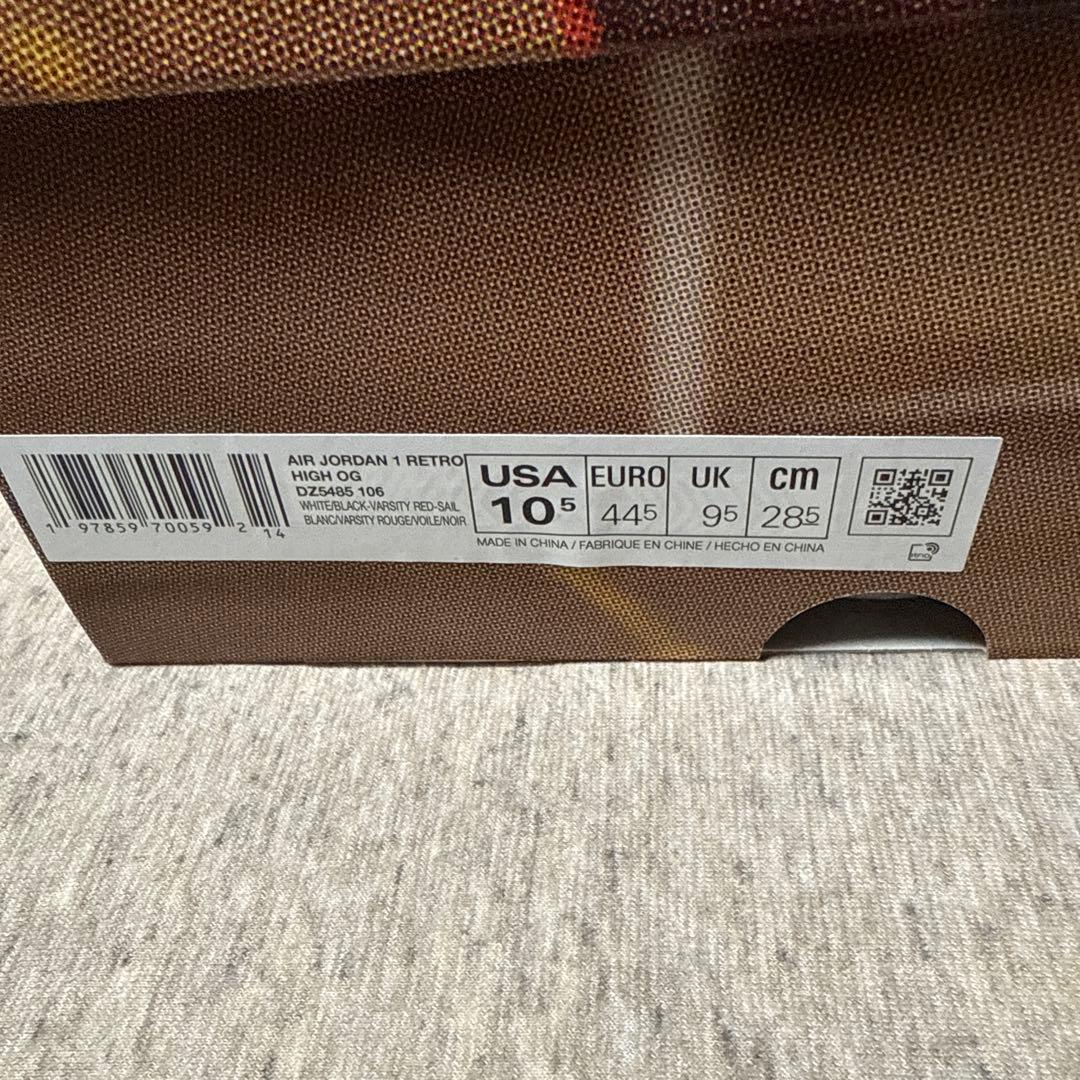 AIR JORDAN 1 RETRO
HIGH OG
DZ5485 106
WHITE/BLACK-VARSITY RED-SAIL
BLANC/VARSITY ROUGE/VOILE/NOIR
1 97859 70059 2 14
USA EURO UK cm
10 5 44 5 9 5 28 5
MADE IN CHINA / FABRIQUE EN CHINE / HECHO EN CHINA